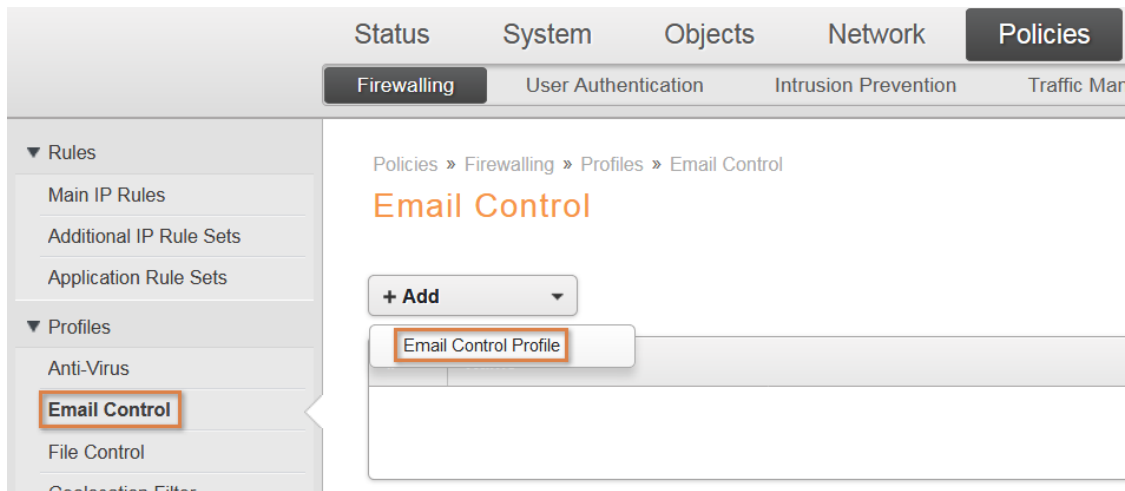 Status System Objects Network Policies
Firewalling User Authentication Intrusion Prevention Traffic Mar
▼ Rules
Main IP Rules
Additional IP Rule Sets
Application Rule Sets
▼ Profiles
Anti-Virus
Email Control
File Control
Policies » Firewalling » Profiles » Email Control
Email Control
+ Add
Email Control Profile